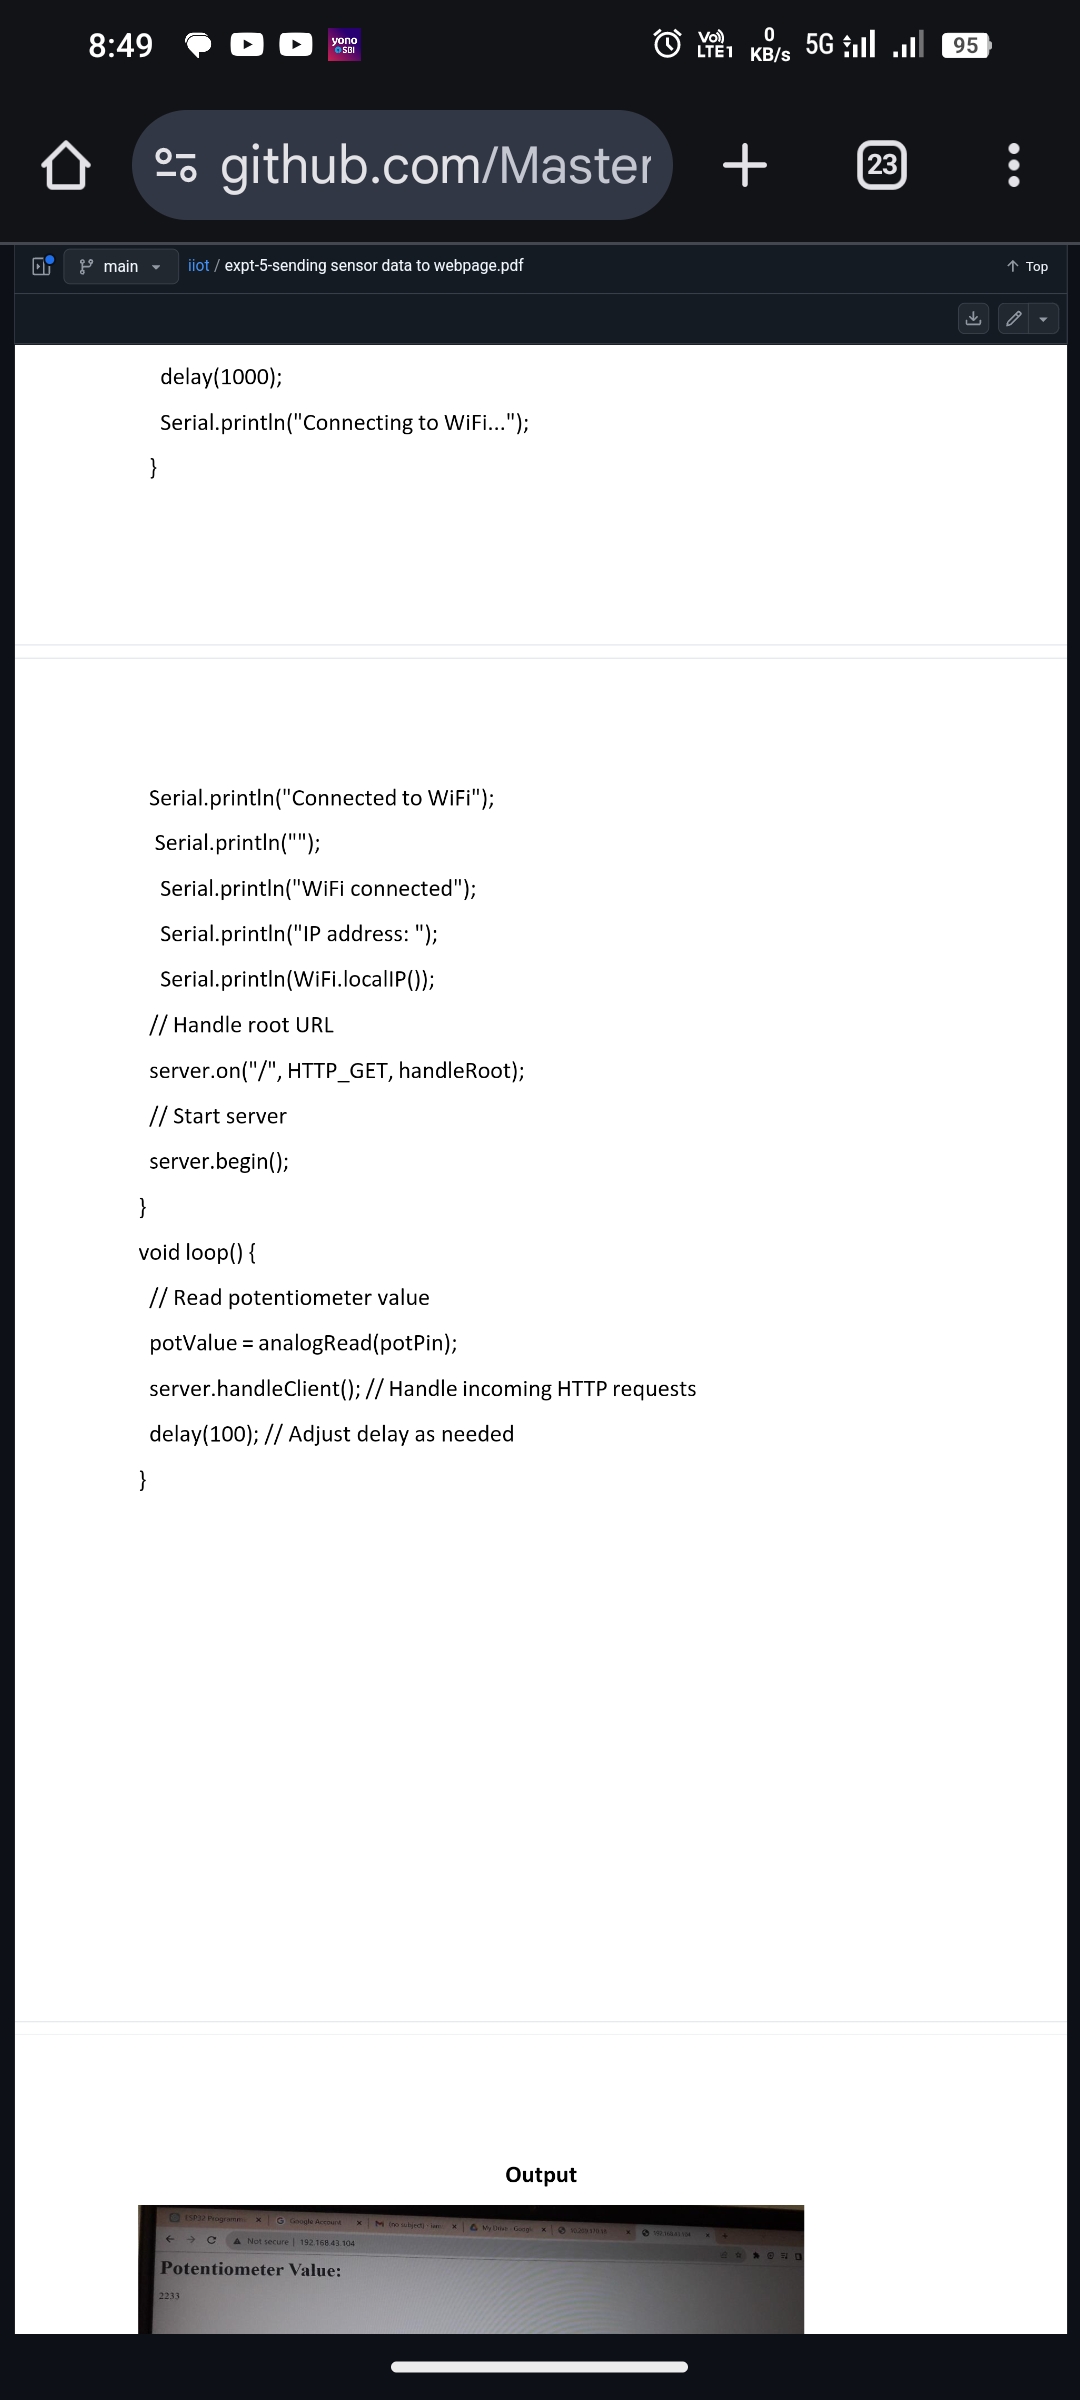 8:49
yono
SBI
Vo)
LTE1
0
KB/s
5G
95
github.com/Master
23
main
iiot / expt-5-sending sensor data to webpage.pdf
Top
delay(1000);
Serial.println("Connecting to WiFi...");
}
Serial.println("Connected to WiFi");
Serial.println("");
Serial.println("WiFi connected");
Serial.println("IP address: ");
Serial.println(WiFi.localIP());
// Handle root URL
server.on("/", HTTP_GET, handleRoot);
// Start server
server.begin();
}
void loop() {
// Read potentiometer value
potValue = analogRead(potPin);
server.handleClient(); // Handle incoming HTTP requests
delay(100); // Adjust delay as needed
}
Output
ESP32 Programm
Google Account
(no subject)
My Drive - Googl
Not secure | 192.168.43.104
Potentiometer Value:
2233